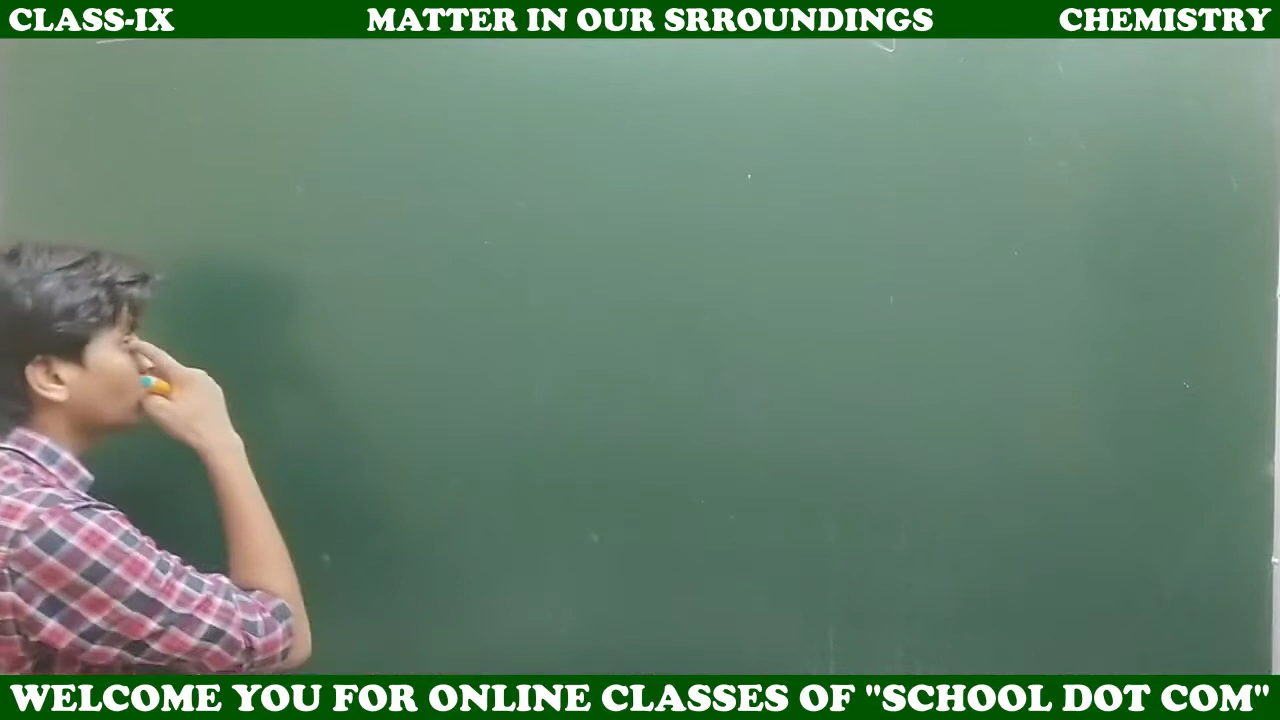 CLASS-IX MATTER IN OUR SRROUNDINGS CHEMISTRY
WELCOME YOU FOR ONLINE CLASSES OF "SCHOOL DOT COM"